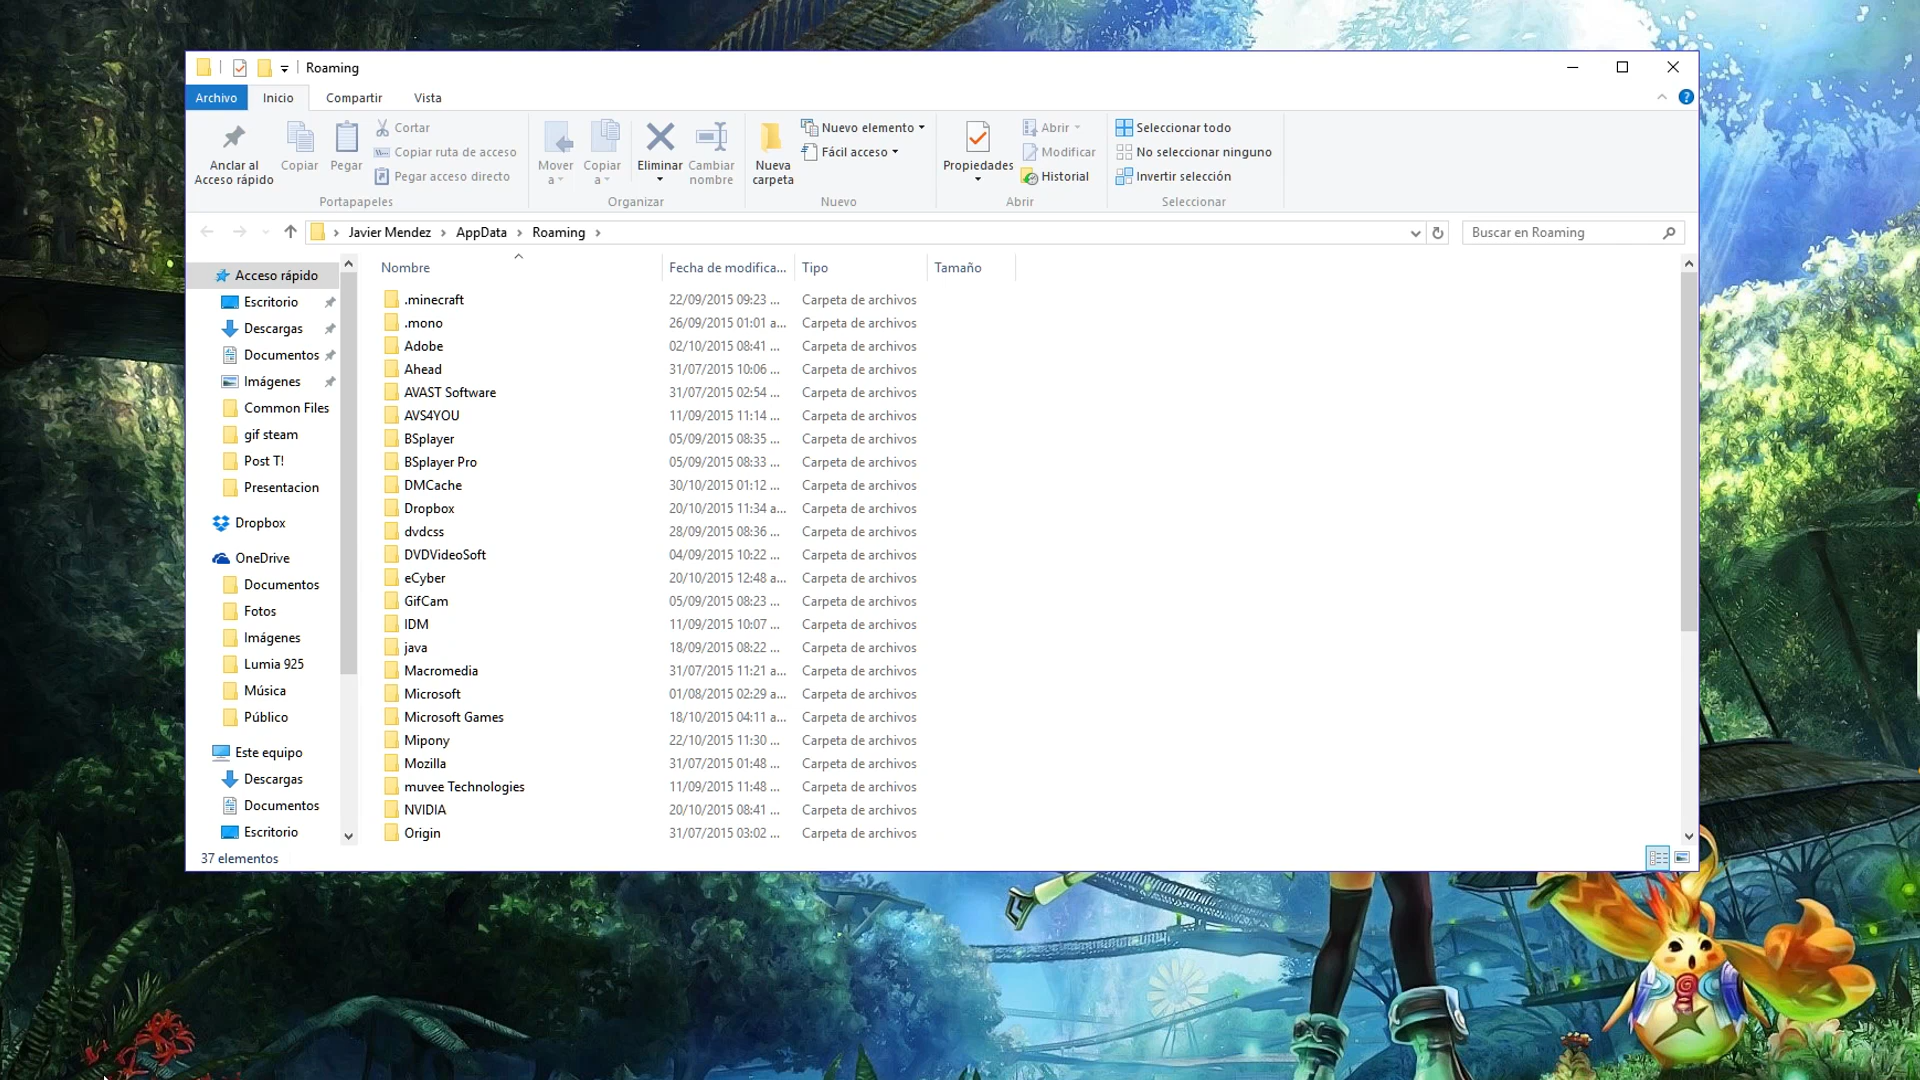 Roaming
Archivo Inicio Compartir Vista
Anclar al Acceso rápido
Copiar
Pegar
Cortar
Copiar ruta de acceso
Pegar acceso directo
Portapapeles
Mover a
Copiar a
Eliminar
Cambiar nombre
Organizar
Nueva carpeta
Nuevo elemento
Fácil acceso
Nuevo
Propiedades
Abrir
Modificar
Historial
Abrir
Seleccionar todo
No seleccionar ninguno
Invertir selección
Seleccionar
Javier Mendez › AppData › Roaming ›
Buscar en Roaming
Acceso rápido
Escritorio
Descargas
Documentos
Imágenes
Common Files
gif steam
Post T!
Presentacion
Dropbox
OneDrive
Documentos
Fotos
Imágenes
Lumia 925
Música
Público
Este equipo
Descargas
Documentos
Escritorio
Nombre Fecha de modifica... Tipo Tamaño
.minecraft 22/09/2015 09:23 ... Carpeta de archivos
.mono 26/09/2015 01:01 a... Carpeta de archivos
Adobe 02/10/2015 08:41 ... Carpeta de archivos
Ahead 31/07/2015 10:06 ... Carpeta de archivos
AVAST Software 31/07/2015 02:54 ... Carpeta de archivos
AVS4YOU 11/09/2015 11:14 ... Carpeta de archivos
BSplayer 05/09/2015 08:35 ... Carpeta de archivos
BSplayer Pro 05/09/2015 08:33 ... Carpeta de archivos
DMCache 30/10/2015 01:12 ... Carpeta de archivos
Dropbox 20/10/2015 11:34 a... Carpeta de archivos
dvdcss 28/09/2015 08:36 ... Carpeta de archivos
DVDVideoSoft 04/09/2015 10:22 ... Carpeta de archivos
eCyber 20/10/2015 12:48 a... Carpeta de archivos
GifCam 05/09/2015 08:23 ... Carpeta de archivos
IDM 11/09/2015 10:07 ... Carpeta de archivos
java 18/09/2015 08:22 ... Carpeta de archivos
Macromedia 31/07/2015 11:21 a... Carpeta de archivos
Microsoft 01/08/2015 02:29 a... Carpeta de archivos
Microsoft Games 18/10/2015 04:11 a... Carpeta de archivos
Mipony 22/10/2015 11:30 ... Carpeta de archivos
Mozilla 31/07/2015 01:48 ... Carpeta de archivos
muvee Technologies 11/09/2015 11:48 ... Carpeta de archivos
NVIDIA 20/10/2015 08:41 ... Carpeta de archivos
Origin 31/07/2015 03:02 ... Carpeta de archivos
37 elementos